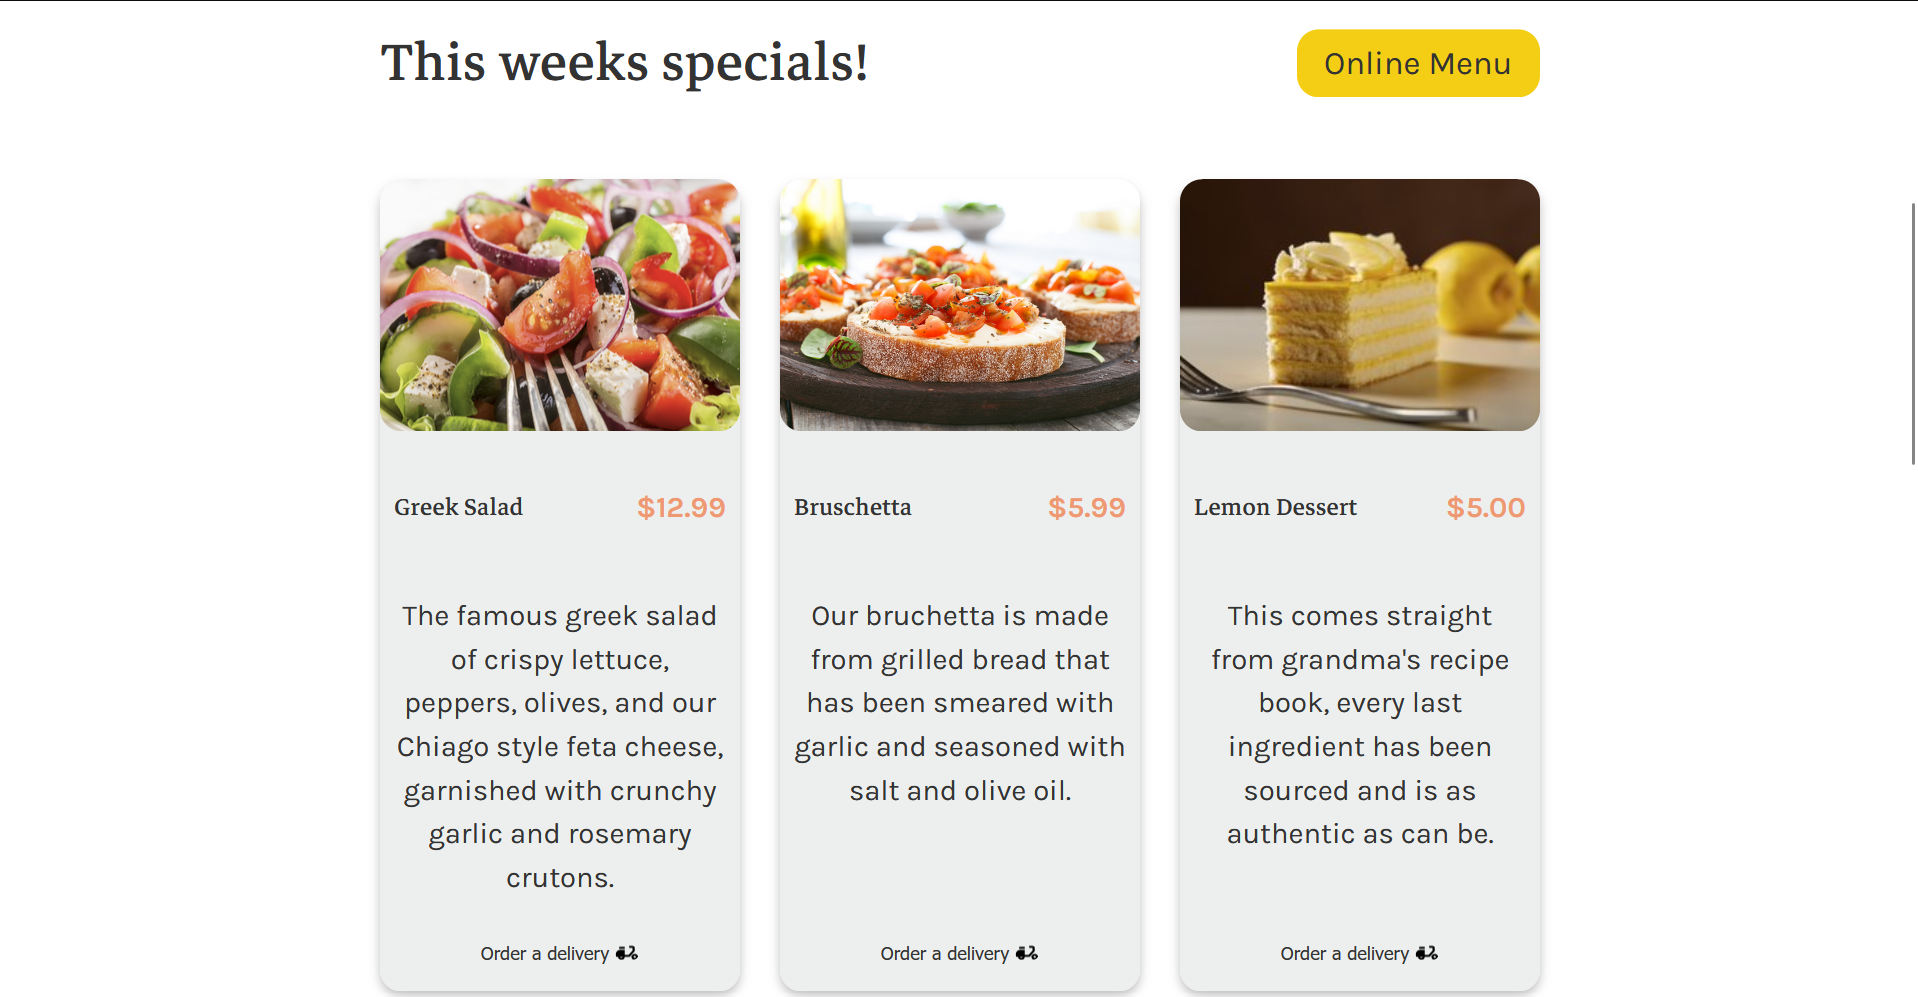 This weeks specials!
Online Menu
Greek Salad
$12.99
The famous greek salad
of crispy lettuce,
peppers, olives, and our
Chiago style feta cheese,
garnished with crunchy
garlic and rosemary
crutons.
Order a delivery
Bruschetta
$5.99
Our bruchetta is made
from grilled bread that
has been smeared with
garlic and seasoned with
salt and olive oil.
Order a delivery
Lemon Dessert
$5.00
This comes straight
from grandma's recipe
book, every last
ingredient has been
sourced and is as
authentic as can be.
Order a delivery